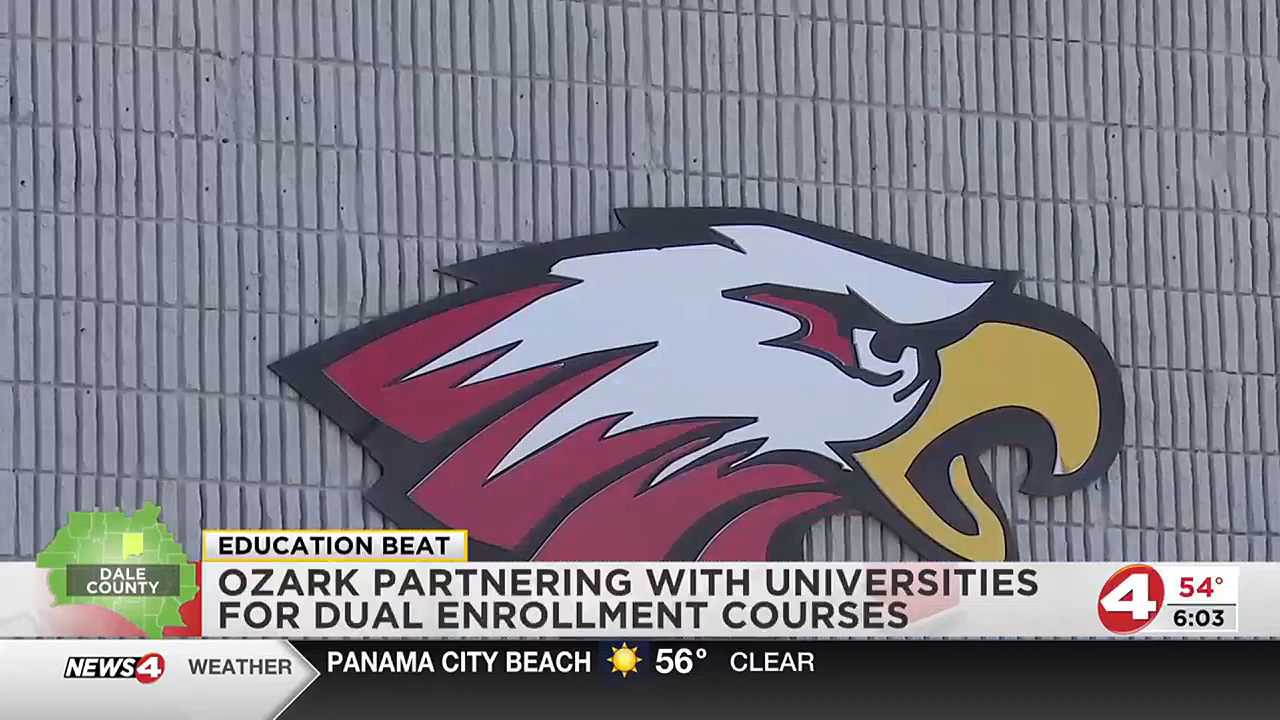 EDUCATION BEAT
DALE
COUNTY
OZARK PARTNERING WITH UNIVERSITIES
FOR DUAL ENROLLMENT COURSES
4
54°
6:03
NEWS4 WEATHER
PANAMA CITY BEACH 56° CLEAR